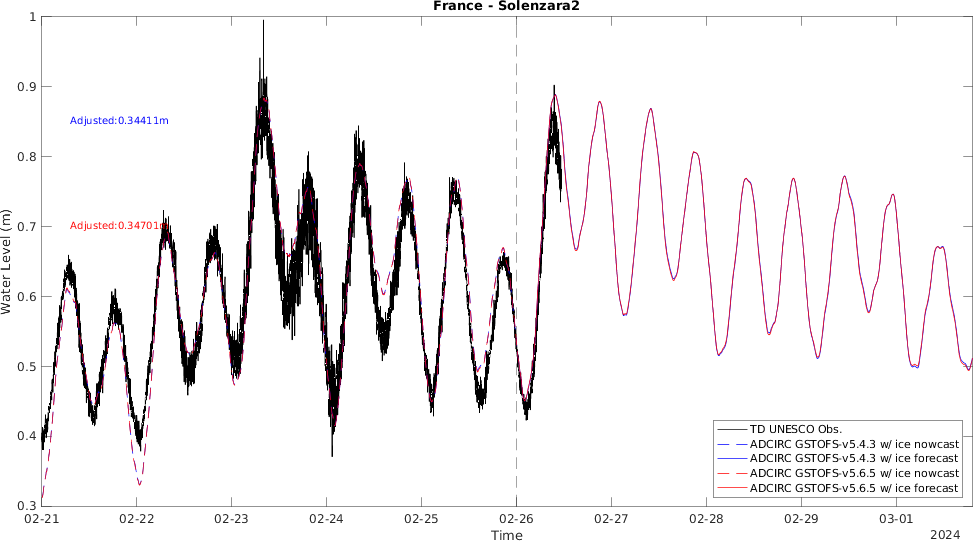 France - Solenzara2
Water Level (m)
1
0.9
0.8
0.7
0.6
0.5
0.4
0.3
Adjusted:0.34411m
Adjusted:0.34701m
TD UNESCO Obs.
ADCIRC GSTOFS-v5.4.3 w/ ice nowcast
ADCIRC GSTOFS-v5.4.3 w/ ice forecast
ADCIRC GSTOFS-v5.6.5 w/ ice nowcast
ADCIRC GSTOFS-v5.6.5 w/ ice forecast
02-21 02-22 02-23 02-24 02-25 02-26 02-27 02-28 02-29 03-01
Time
2024